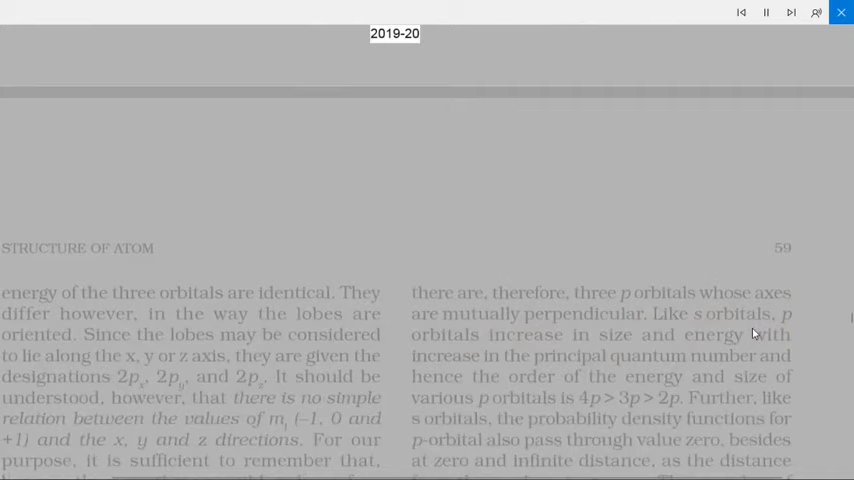 2019-20
STRUCTURE OF ATOM
59
energy of the three orbitals are identical. They
differ however, in the way the lobes are
oriented. Since the lobes may be considered
to lie along the x, y or z axis, they are given the
designations 2pₓ, 2pᵧ, and 2p_z. It should be
understood, however, that there is no simple
relation between the values of mₗ (–1, 0 and
+1) and the x, y and z directions. For our
purpose, it is sufficient to remember that,
there are, therefore, three p orbitals whose axes
are mutually perpendicular. Like s orbitals, p
orbitals increase in size and energy with
increase in the principal quantum number and
hence the order of the energy and size of
various p orbitals is 4p > 3p > 2p. Further, like
s orbitals, the probability density functions for
p-orbital also pass through value zero, besides
at zero and infinite distance, as the distance